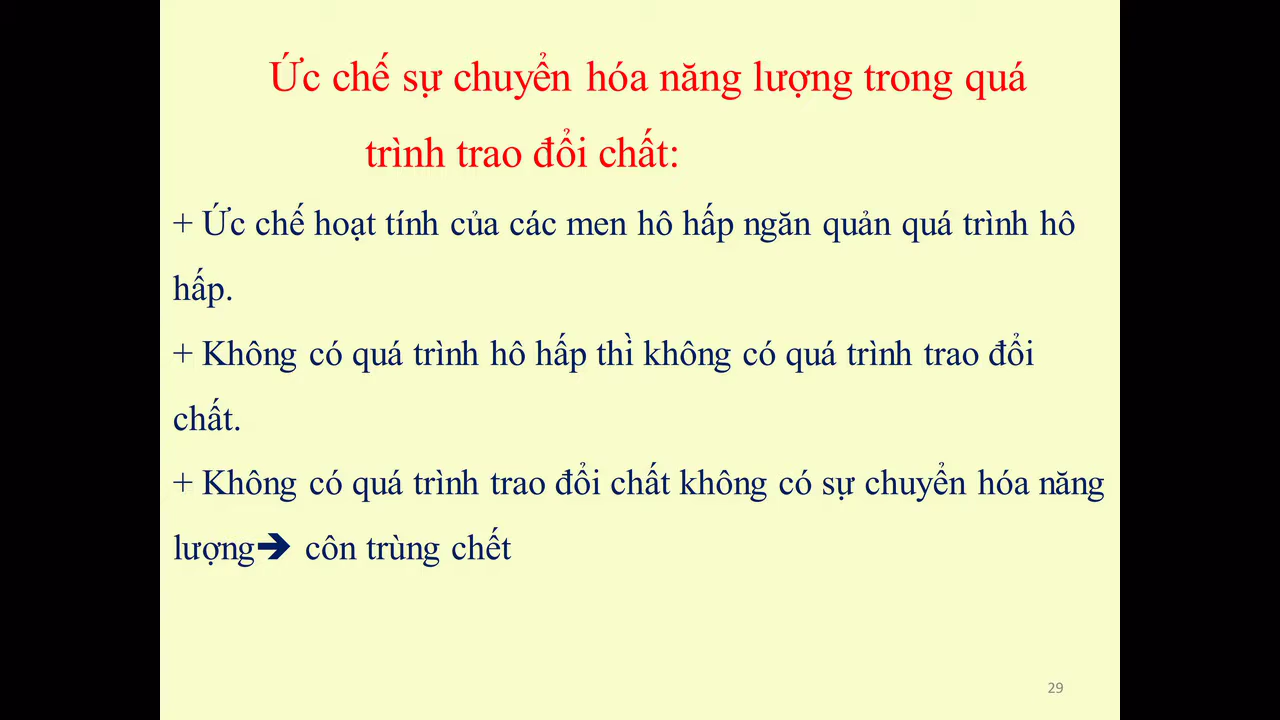 Ức chế sự chuyển hóa năng lượng trong quá
trình trao đổi chất:
+ Ức chế hoạt tính của các men hô hấp ngăn quản quá trình hô
hấp.
+ Không có quá trình hô hấp thì không có quá trình trao đổi
chất.
+ Không có quá trình trao đổi chất không có sự chuyển hóa năng
lượng➔ côn trùng chết
29